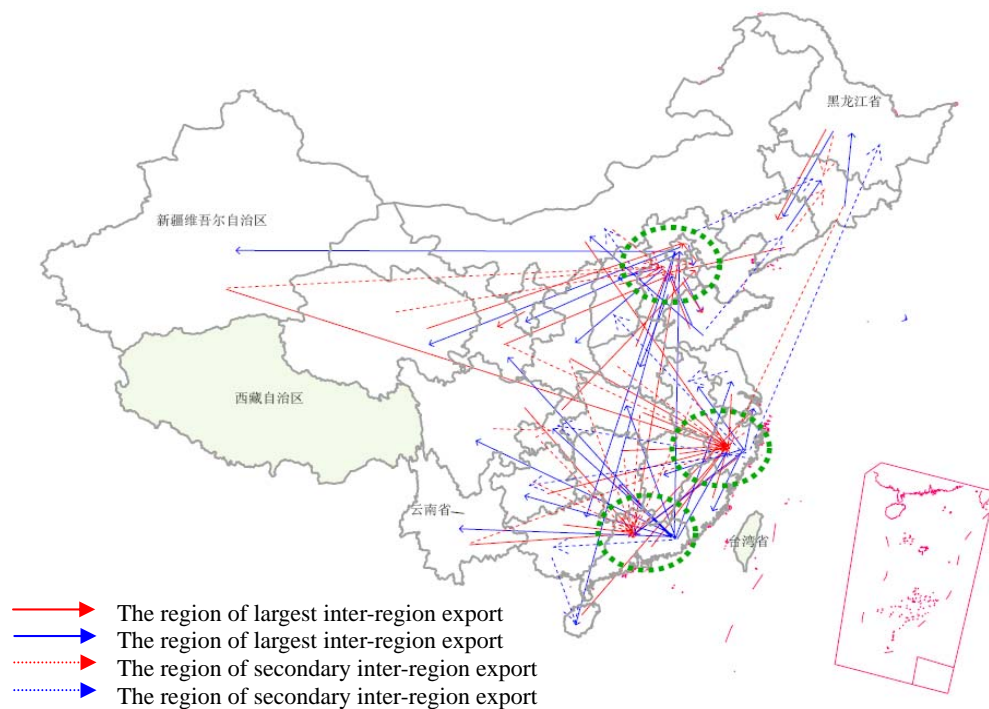 黑龙江省
新疆维吾尔自治区
西藏自治区
云南省
台湾省
The region of largest inter-region export
The region of largest inter-region export
The region of secondary inter-region export
The region of secondary inter-region export